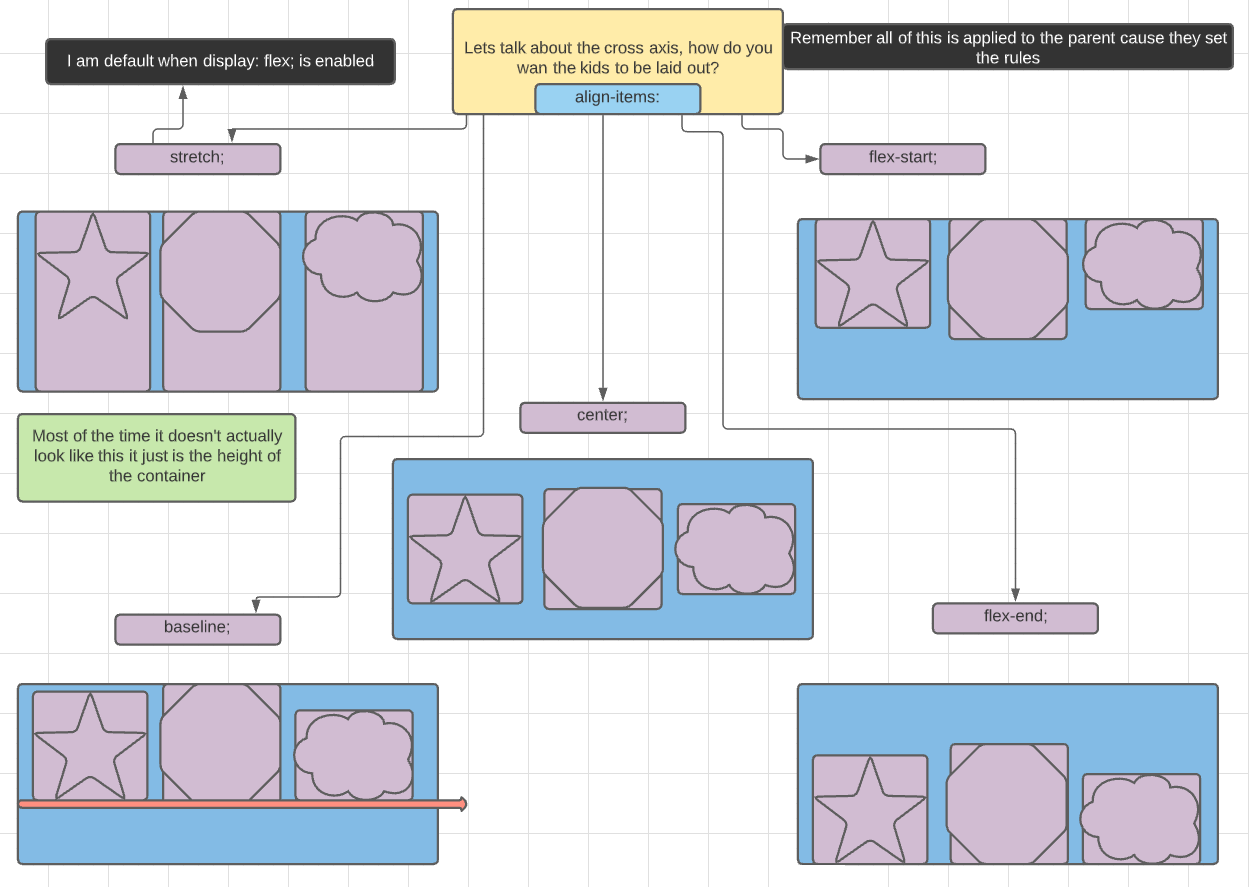 Lets talk about the cross axis, how do you
wan the kids to be laid out?
align-items:
Remember all of this is applied to the parent cause they set
the rules
I am default when display: flex; is enabled
stretch;
flex-start;
Most of the time it doesn't actually
look like this it just is the height of
the container
center;
baseline;
flex-end;